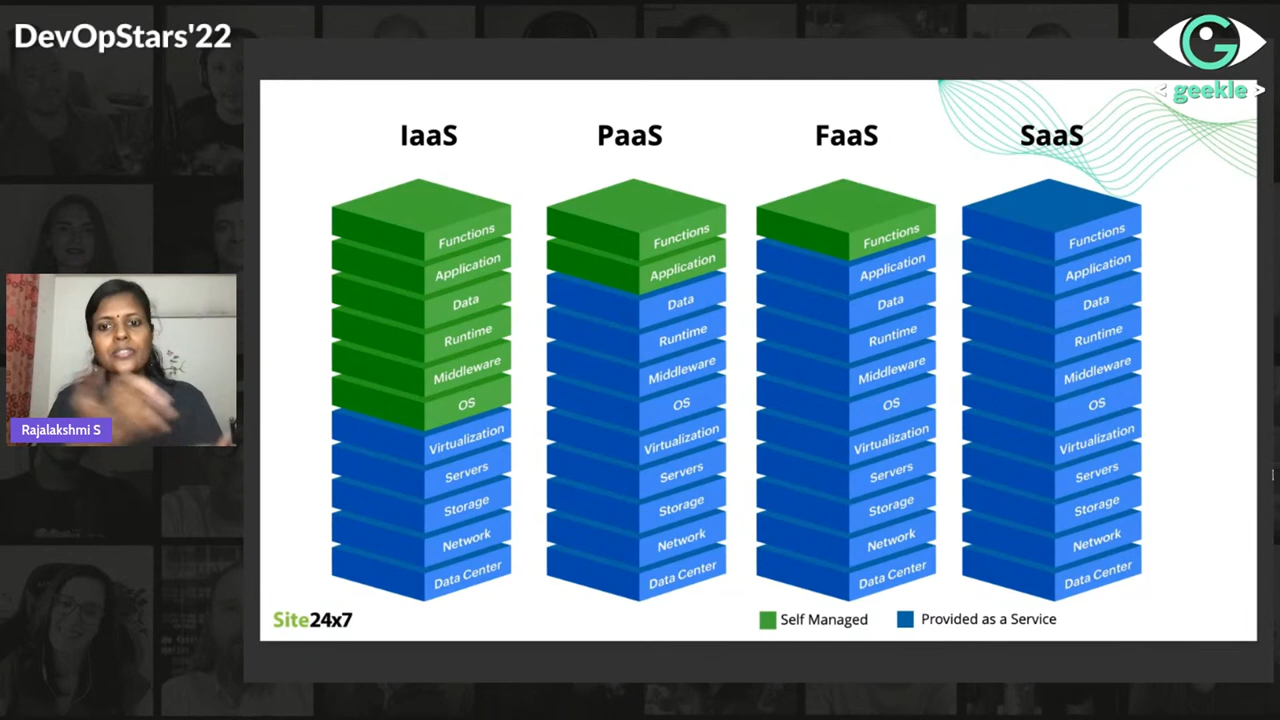 DevOpStars'22
G
< geekle >
IaaS
PaaS
FaaS
SaaS
Functions
Application
Data
Runtime
Middleware
OS
Virtualization
Servers
Storage
Network
Data Center
Functions
Application
Data
Runtime
Middleware
OS
Virtualization
Servers
Storage
Network
Data Center
Functions
Application
Data
Runtime
Middleware
OS
Virtualization
Servers
Storage
Network
Data Center
Functions
Application
Data
Runtime
Middleware
OS
Virtualization
Servers
Storage
Network
Data Center
Rajalakshmi S
Site24x7
Self Managed
Provided as a Service